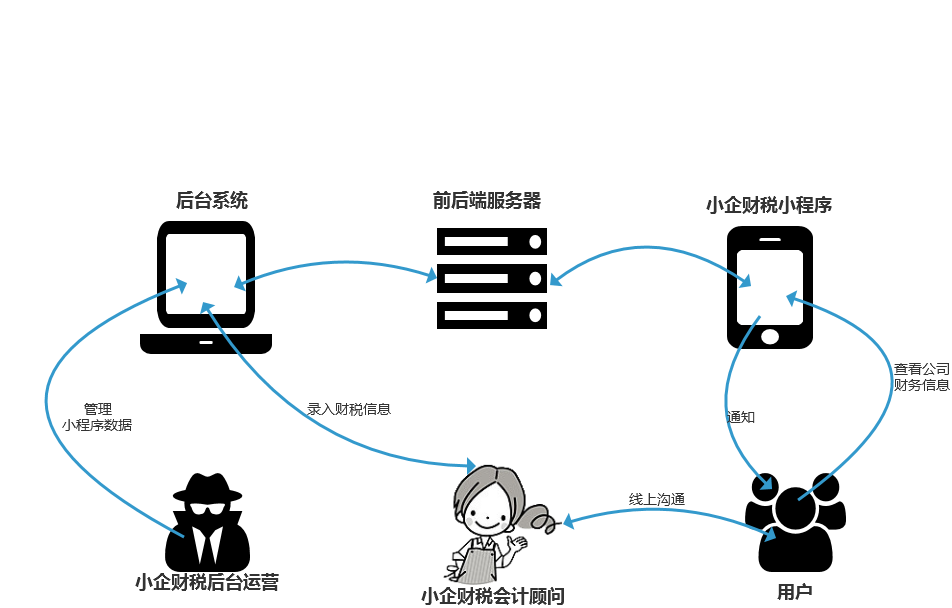 后台系统
前后端服务器
小企财税小程序
查看公司
财务信息
管理
小程序数据
录入财税信息
通知
线上沟通
小企财税后台运营
小企财税会计顾问
用户